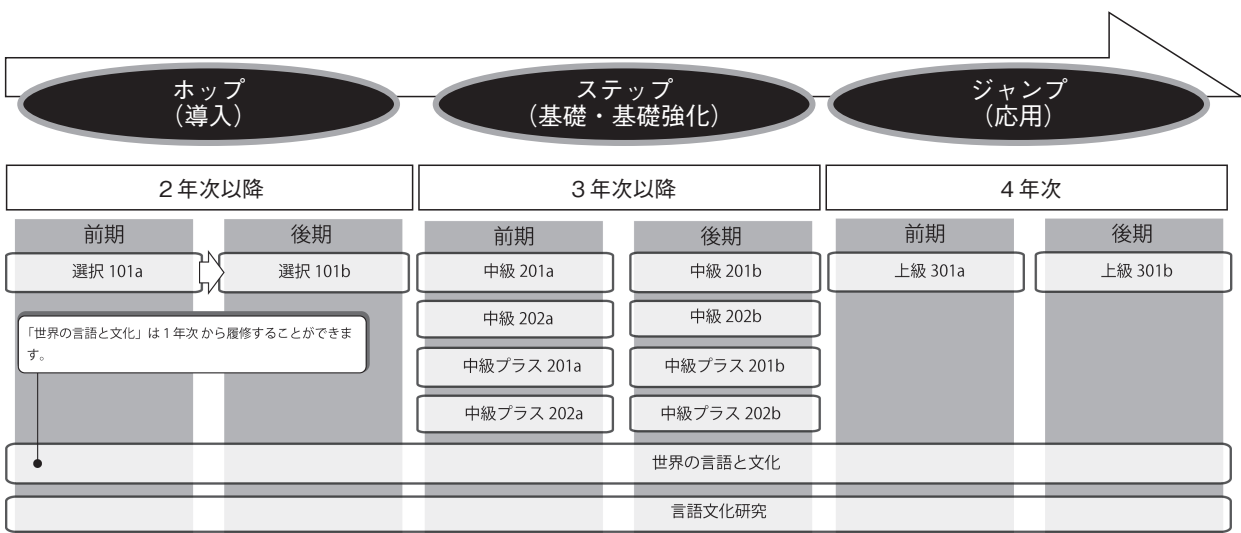 ホップ
（導入）
ステップ
（基礎・基礎強化）
ジャンプ
（応用）
２年次以降
３年次以降
４年次
前期
後期
前期
後期
前期
後期
選択 101a
選択 101b
中級 201a
中級 201b
上級 301a
上級 301b
中級 202a
中級 202b
「世界の言語と文化」は１年次から履修することができま
す。
中級プラス 201a
中級プラス 201b
中級プラス 202a
中級プラス 202b
世界の言語と文化
言語文化研究